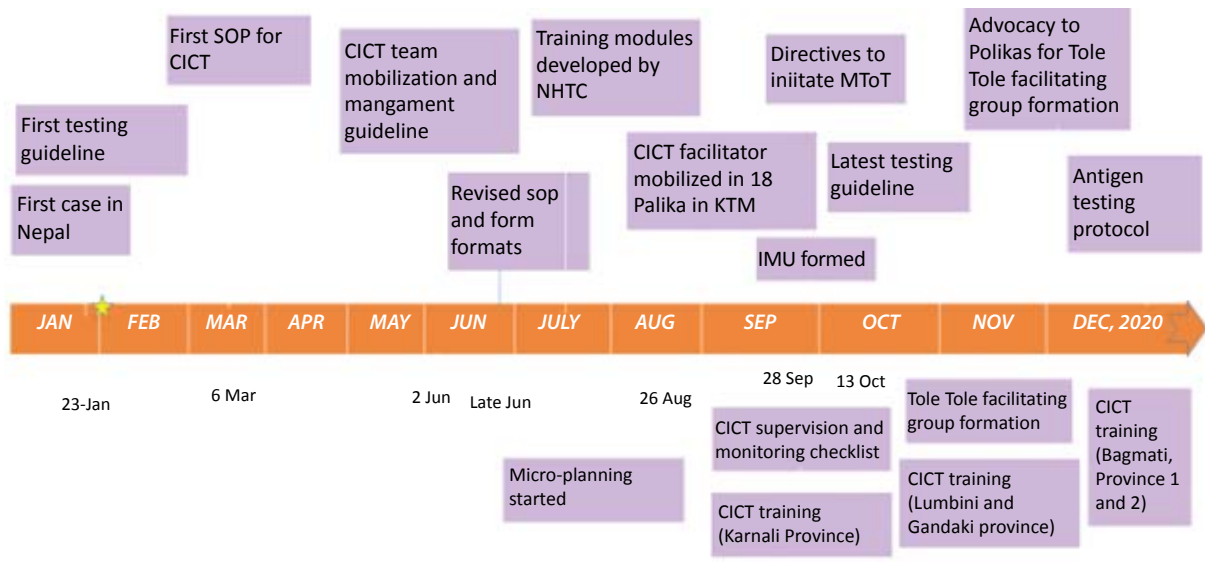 First SOP for
CICT
CICT team
mobilization and
mangament
guideline
Training modules
developed by
NHTC
Directives to
iniitate MToT
Advocacy to
Polikas for Tole
Tole facilitating
group formation
First testing
guideline
First case in
Nepal
Revised sop
and form
formats
CICT facilitator
mobilized in 18
Palika in KTM
Latest testing
guideline
IMU formed
Antigen
testing
protocol
JAN FEB MAR APR MAY JUN JULY AUG SEP OCT NOV DEC, 2020
23-Jan 6 Mar 2 Jun Late Jun 26 Aug 28 Sep 13 Oct
Micro-planning
started
CICT supervision and
monitoring checklist
CICT training
(Karnali Province)
Tole Tole facilitating
group formation
CICT training
(Lumbini and
Gandaki province)
CICT
training
(Bagmati,
Province 1
and 2)